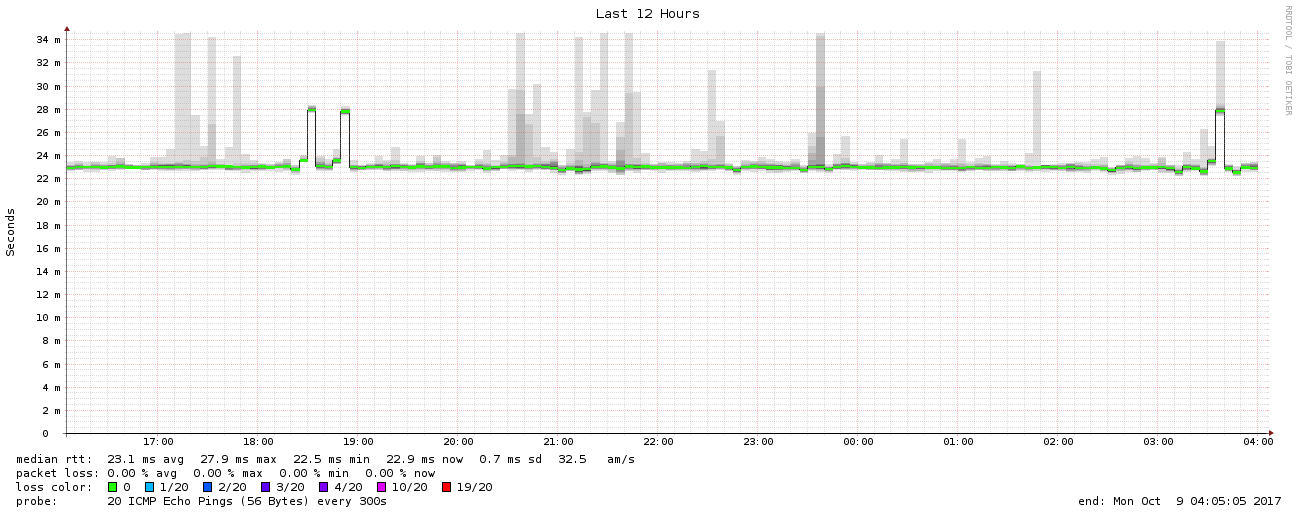 Last 12 Hours
RRDTOOL / TOBI OETIKER
Seconds
34 m
32 m
30 m
28 m
26 m
24 m
22 m
20 m
18 m
16 m
14 m
12 m
10 m
8 m
6 m
4 m
2 m
0
17:00 18:00 19:00 20:00 21:00 22:00 23:00 00:00 01:00 02:00 03:00 04:00
median rtt: 23.1 ms avg 27.9 ms max 22.5 ms min 22.9 ms now 0.7 ms sd 32.5 am/s
packet loss: 0.00 % avg 0.00 % max 0.00 % min 0.00 % now
loss color: 0 1/20 2/20 3/20 4/20 10/20 19/20
probe: 20 ICMP Echo Pings (56 Bytes) every 300s end: Mon Oct 9 04:05:05 2017